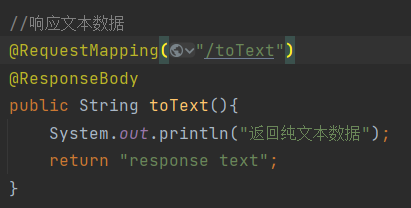 //响应文本数据
@RequestMapping("/toText")
@ResponseBody
public String toText(){
    System.out.println("返回纯文本数据");
    return "response text";
}